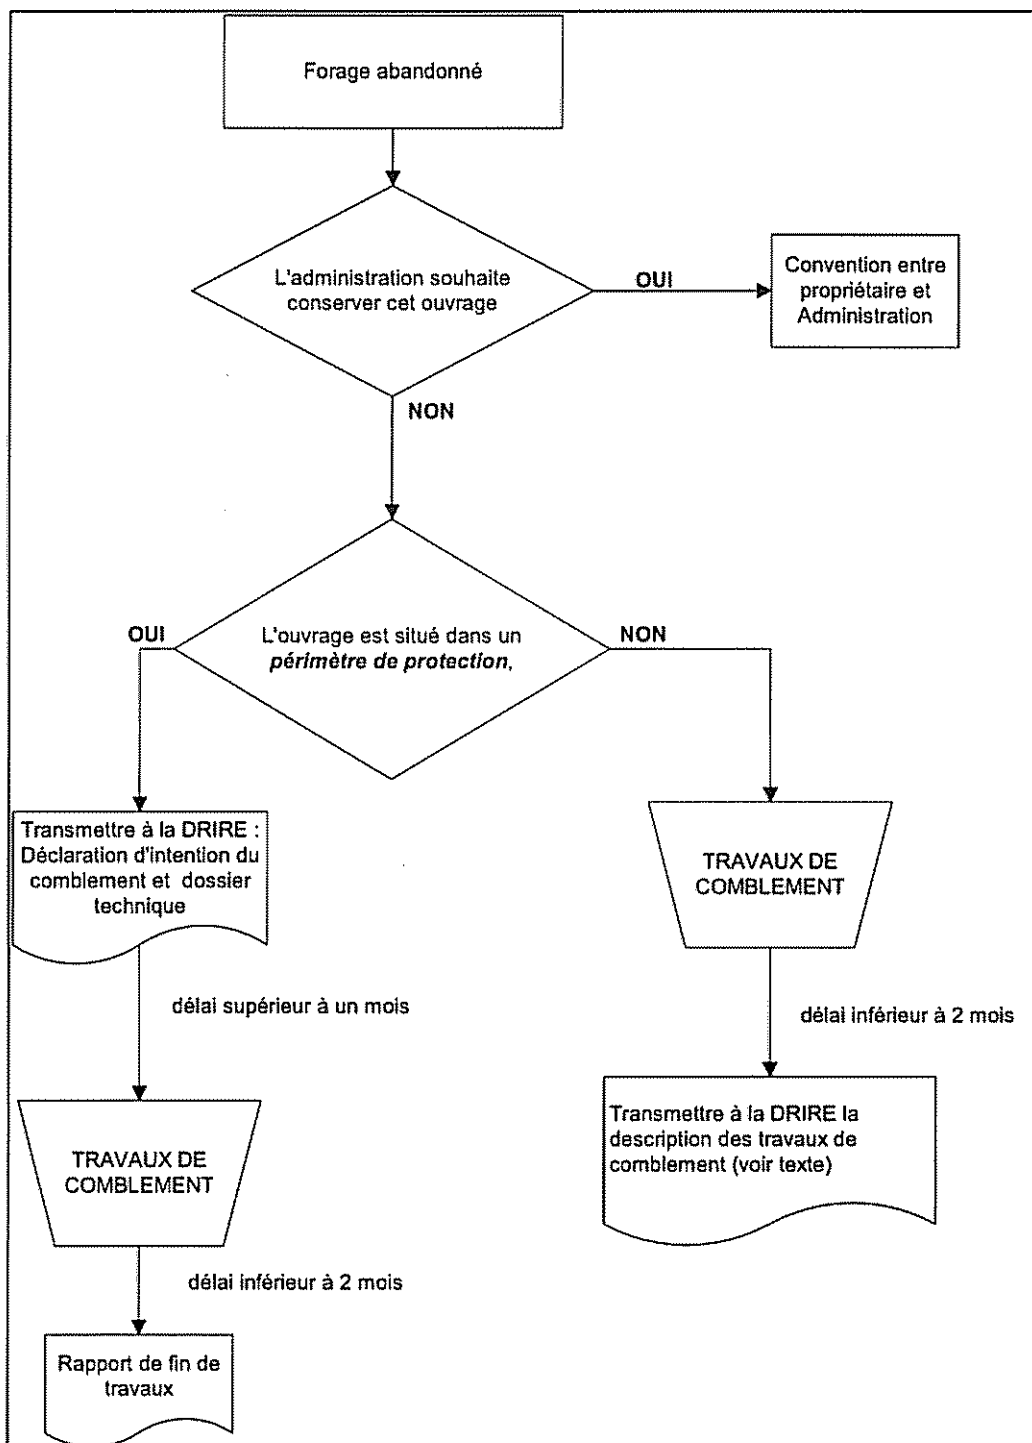 Forage abandonné
L'administration souhaite
conserver cet ouvrage
OUI
Convention entre
propriétaire et
Administration
NON
OUI
L'ouvrage est situé dans un
périmètre de protection,
NON
Transmettre à la DRIRE :
Déclaration d'intention du
comblement et dossier
technique
TRAVAUX DE
COMBLEMENT
délai supérieur à un mois
délai inférieur à 2 mois
TRAVAUX DE
COMBLEMENT
Transmettre à la DRIRE la
description des travaux de
comblement (voir texte)
délai inférieur à 2 mois
Rapport de fin de
travaux